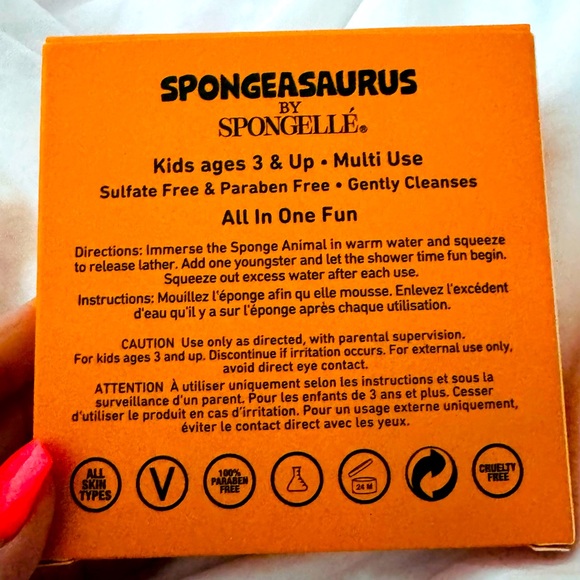 SPONGEASAURUS
BY
SPONGELLÉ®
Kids ages 3 & Up • Multi Use
Sulfate Free & Paraben Free • Gently Cleanses
All In One Fun
Directions: Immerse the Sponge Animal in warm water and squeeze
to release lather. Add one youngster and let the shower time fun begin.
Squeeze out excess water after each use.
Instructions: Mouillez l'éponge afin qu elle mousse. Enlevez l'excédent
d'eau qu'il y a sur l'éponge après chaque utilisation.
CAUTION Use only as directed, with parental supervision.
For kids ages 3 and up. Discontinue if irritation occurs. For external use only,
avoid direct eye contact.
ATTENTION À utiliser uniquement selon les instructions et sous la
surveillance d'un parent. Pour les enfants de 3 ans et plus. Cesser
d'utiliser le produit en cas d'irritation. Pour un usage externe uniquement,
éviter le contact direct avec les yeux.
ALL
SKIN
TYPES
V
100%
PARABEN
FREE
24 M
CRUELTY
FREE